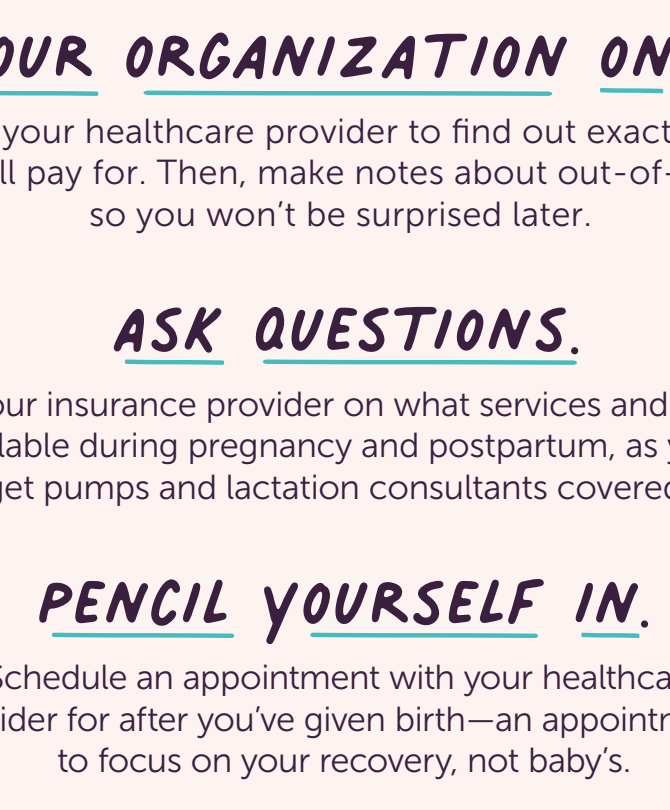 OUR ORGANIZATION ON
your healthcare provider to find out exact
ll pay for. Then, make notes about out-of-
so you won't be surprised later.
ASK QUESTIONS.
our insurance provider on what services and
lable during pregnancy and postpartum, as y
get pumps and lactation consultants covered
PENCIL YOURSELF IN.
Schedule an appointment with your healthca
ider for after you've given birth—an appointm
to focus on your recovery, not baby's.